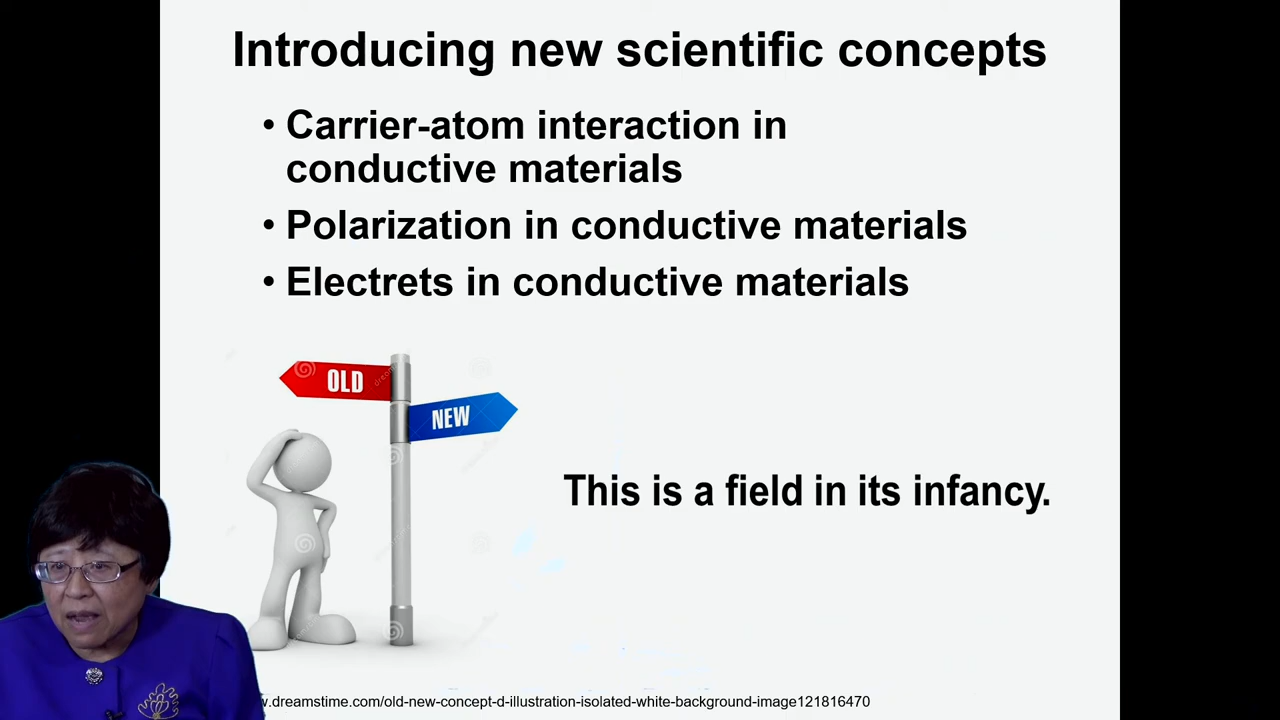 Introducing new scientific concepts
• Carrier-atom interaction in
conductive materials
• Polarization in conductive materials
• Electrets in conductive materials
OLD
NEW
This is a field in its infancy.
.dreamstime.com/old-new-concept-d-illustration-isolated-white-background-image121816470